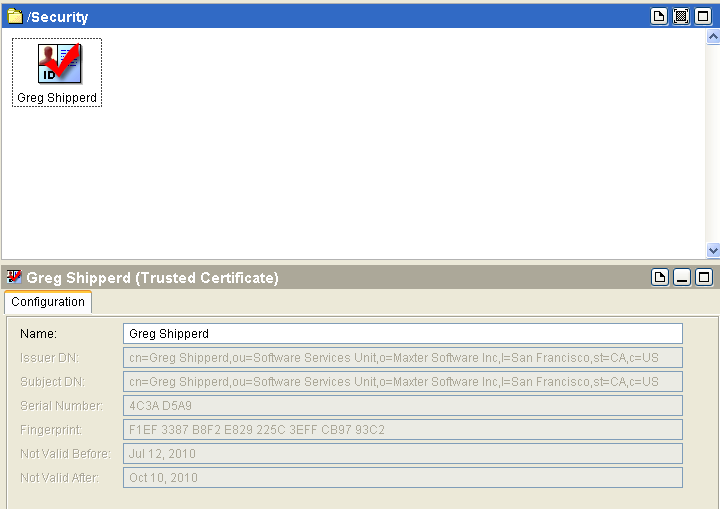 /Security
ID
Greg Shipperd
Greg Shipperd (Trusted Certificate)
Configuration
Name: Greg Shipperd
Issuer DN: cn=Greg Shipperd,ou=Software Services Unit,o=Maxter Software Inc,l=San Francisco,st=CA,c=US
Subject DN: cn=Greg Shipperd,ou=Software Services Unit,o=Maxter Software Inc,l=San Francisco,st=CA,c=US
Serial Number: 4C3A D5A9
Fingerprint: F1EF 3387 B8F2 E829 225C 3EFF CB97 93C2
Not Valid Before: Jul 12, 2010
Not Valid After: Oct 10, 2010